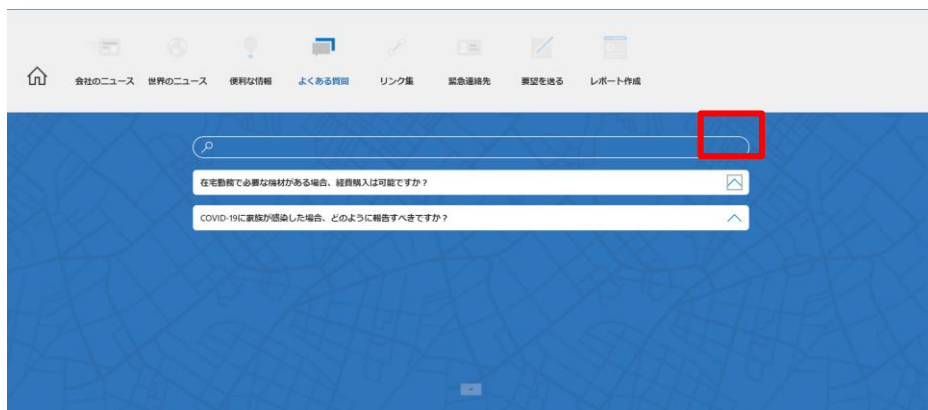 会社のニュース 世界のニュース 便利な情報 よくある質問 リンク集 緊急連絡先 要望を送る レポート作成
在宅勤務で必要な機材がある場合、経費購入は可能ですか？
COVID-19に家族が感染した場合、どのように報告すべきですか？